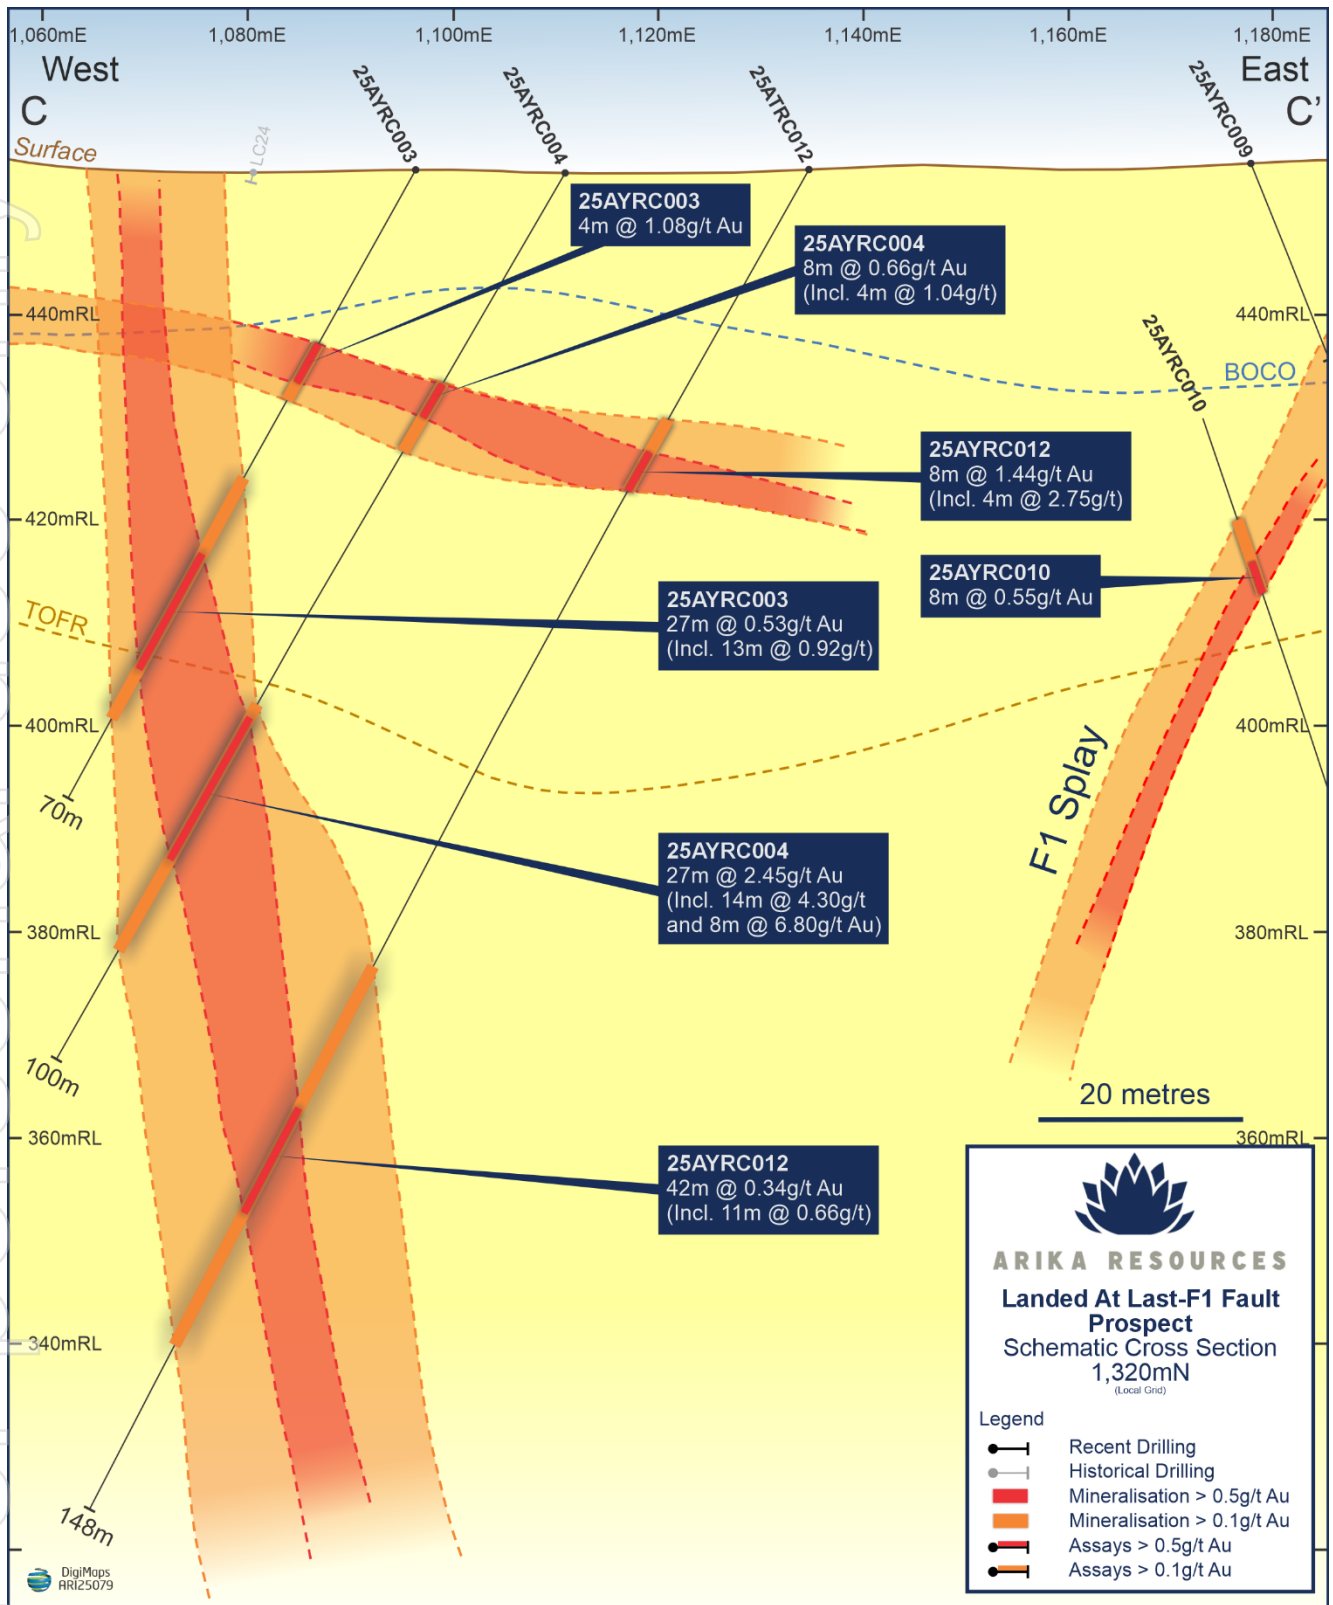 1,060mE
1,080mE
1,100mE
1,120mE
1,140mE
1,160mE
1,180mE
West
East
C
C'
Surface
LC24
25AYRC003
25AYRC004
25ATRC012
25AYRC009
25AYRC003
4m @ 1.08g/t Au
25AYRC004
8m @ 0.66g/t Au
(Incl. 4m @ 1.04g/t)
440mRL
440mRL
25AYRC010
BOCO
25AYRC012
8m @ 1.44g/t Au
(Incl. 4m @ 2.75g/t)
420mRL
420mRL
25AYRC010
8m @ 0.55g/t Au
25AYRC003
27m @ 0.53g/t Au
(Incl. 13m @ 0.92g/t)
TOFR
400mRL
400mRL
F1 Splay
70m
25AYRC004
27m @ 2.45g/t Au
(Incl. 14m @ 4.30g/t
and 8m @ 6.80g/t Au)
380mRL
380mRL
100m
20 metres
360mRL
360mRL
25AYRC012
42m @ 0.34g/t Au
(Incl. 11m @ 0.66g/t)
340mRL
148m
ARIKA RESOURCES
Landed At Last-F1 Fault
Prospect
Schematic Cross Section
1,320mN
(Local Grid)
Legend
Recent Drilling
Historical Drilling
Mineralisation > 0.5g/t Au
Mineralisation > 0.1g/t Au
Assays > 0.5g/t Au
Assays > 0.1g/t Au
DigiMaps
ARI25079